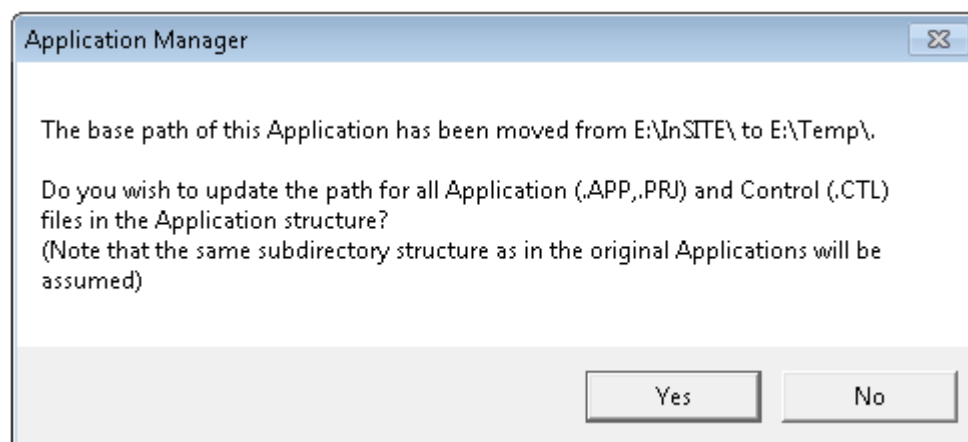 Application Manager
The base path of this Application has been moved from E:\InSITE\ to E:\Temp\.
Do you wish to update the path for all Application (.APP,.PRJ) and Control (.CTL)
files in the Application structure?
(Note that the same subdirectory structure as in the original Applications will be
assumed)
Yes
No